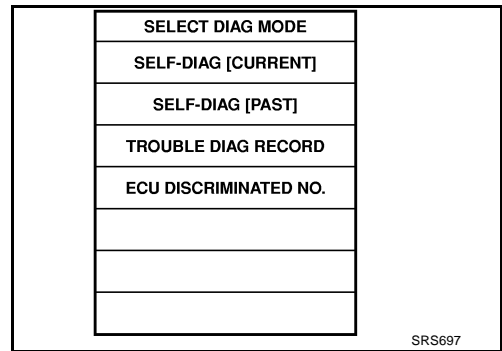 SELECT DIAG MODE
SELF-DIAG [CURRENT]
SELF-DIAG [PAST]
TROUBLE DIAG RECORD
ECU DISCRIMINATED NO.
SRS697